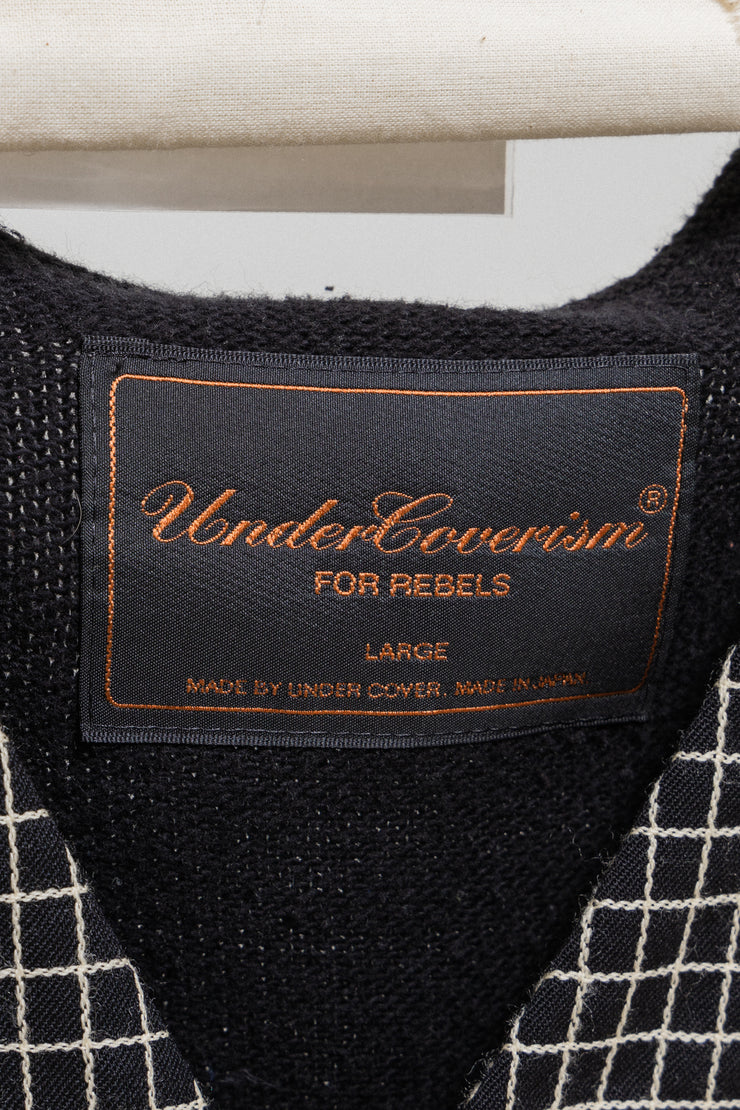 UnderCoverism®
FOR REBELS
LARGE
MADE BY UNDER COVER. MADE IN JAPAN